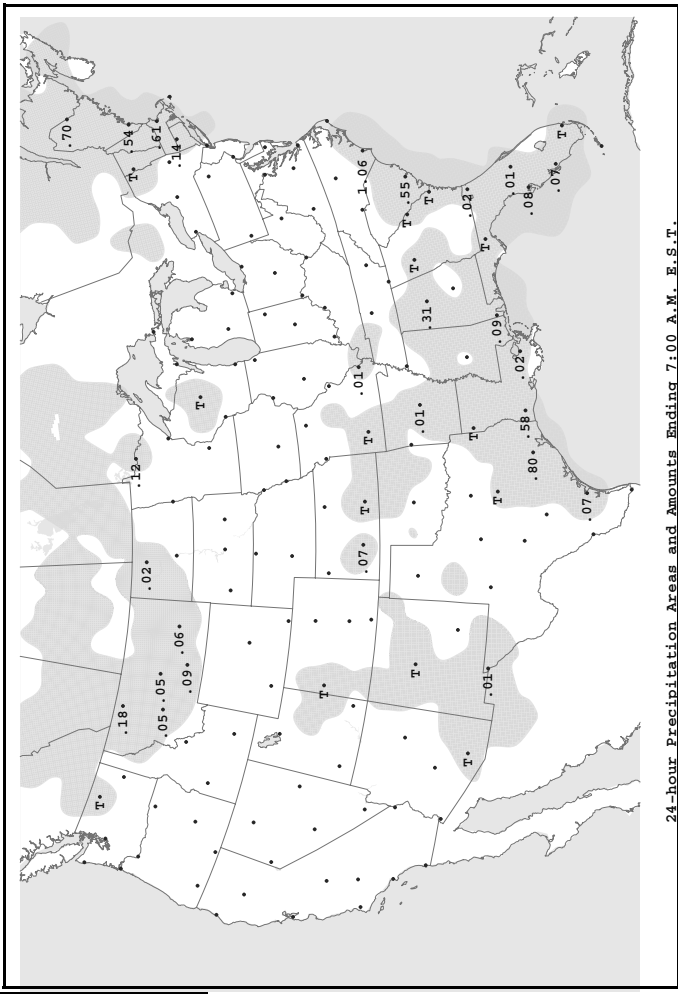 .70
T
.18
.54
T
.12
.02
.61
.05
.05
.14
.06
.09
T
T
.01
1.06
.07
T
T
.55
T
T
T
.01
.31
T
.02
T
T
T
.01
.09
T
.01
.02
.58
.08
.80
.07
T
.07
24-hour Precipitation Areas and Amounts Ending 7:00 A.M. E.S.T.